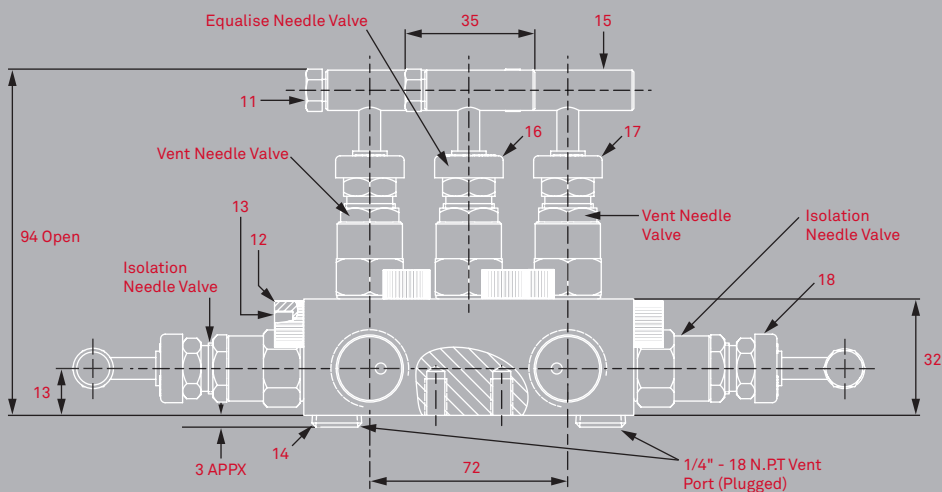 Equalise Needle Valve
35
15
11
16
17
Vent Needle Valve
Vent Needle
Valve
Isolation
Needle Valve
13
12
94 Open
Isolation
Needle Valve
13
18
32
13
14
3 APPX
72
1/4" - 18 N.P.T Vent
Port (Plugged)